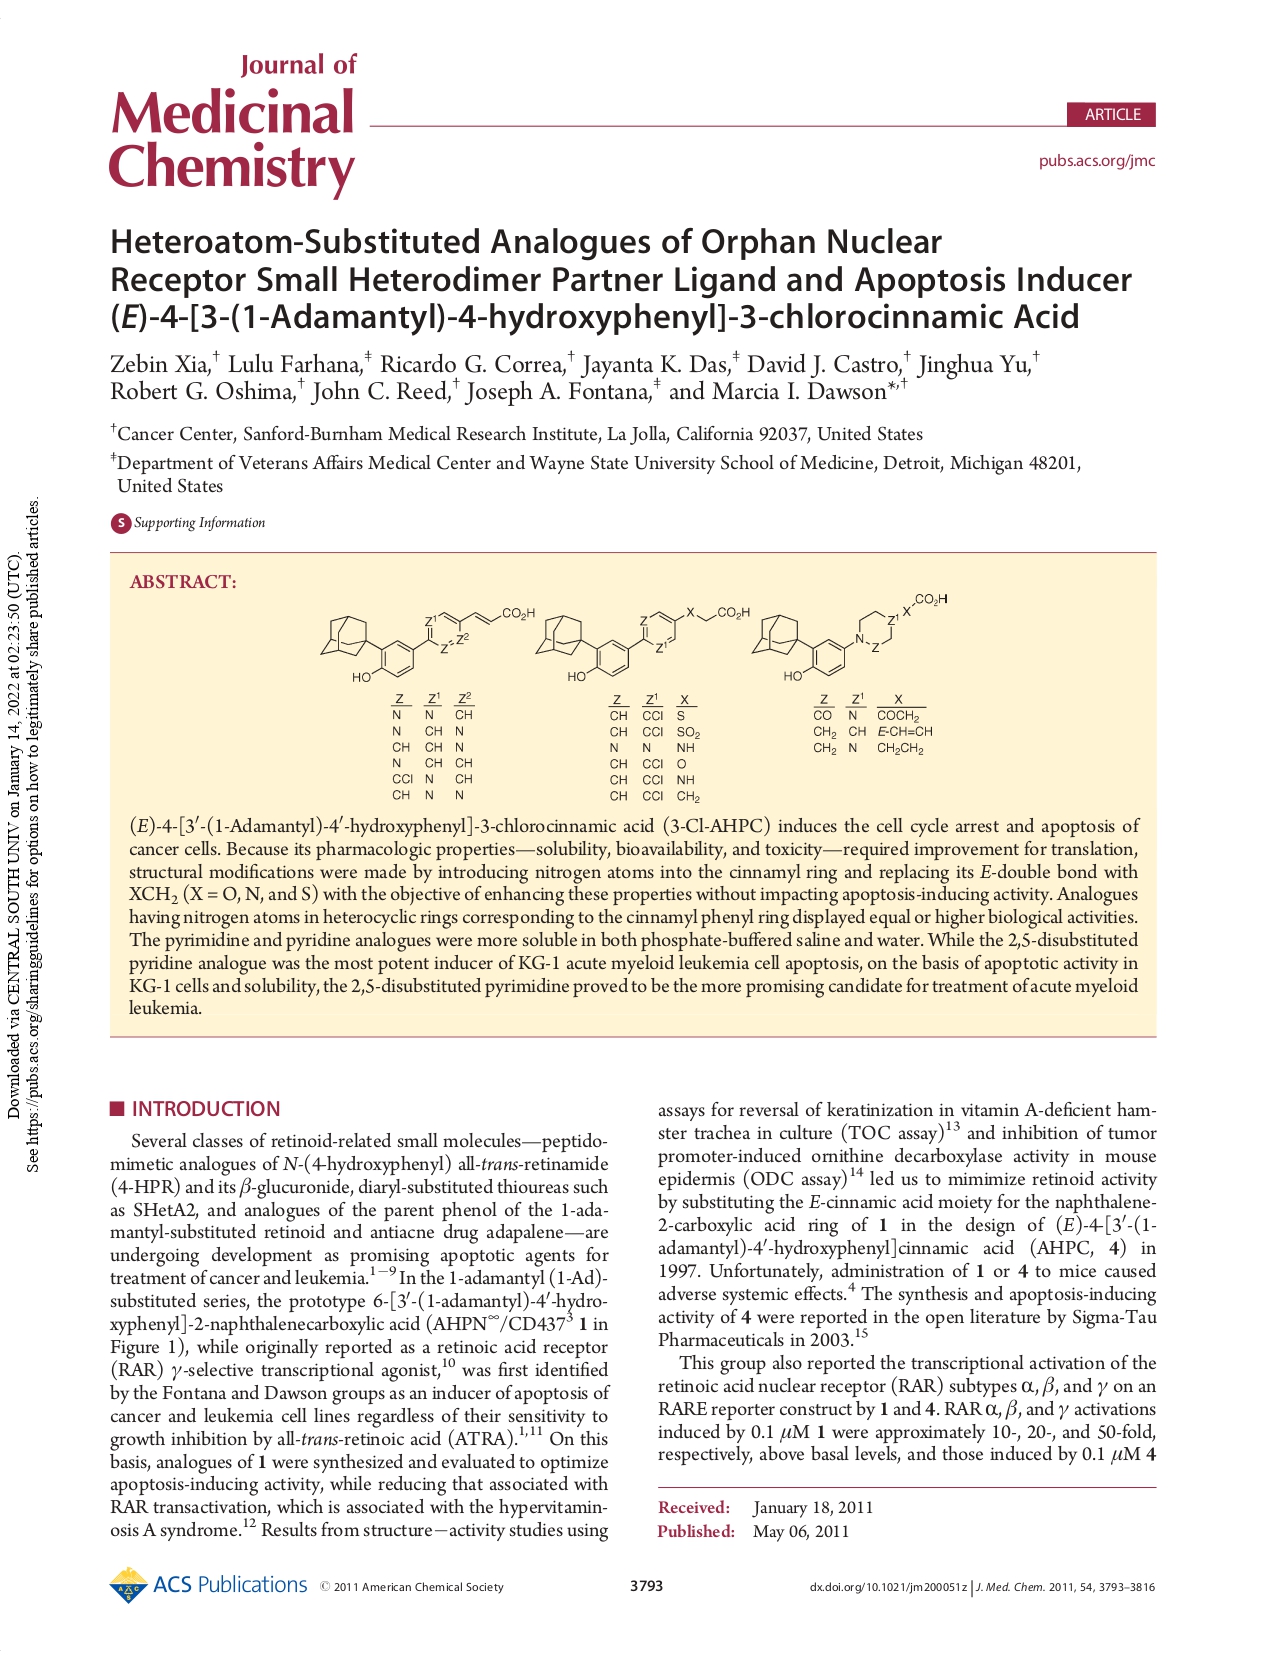 Journal of
Medicinal
Chemistry
ARTICLE
pubs.acs.org/jmc
Heteroatom-Substituted Analogues of Orphan Nuclear
Receptor Small Heterodimer Partner Ligand and Apoptosis Inducer
(E)-4-[3-(1-Adamantyl)-4-hydroxyphenyl]-3-chlorocinnamic Acid
Zebin Xia,† Lulu Farhana,‡ Ricardo G. Correa,† Jayanta K. Das,‡ David J. Castro,† Jinghua Yu,†
Robert G. Oshima,† John C. Reed,† Joseph A. Fontana,‡ and Marcia I. Dawson*,†
†Cancer Center, Sanford-Burnham Medical Research Institute, La Jolla, California 92037, United States
‡Department of Veterans Affairs Medical Center and Wayne State University School of Medicine, Detroit, Michigan 48201,
United States
S Supporting Information
ABSTRACT:
HO Z1 Z Z2 CO2H
HO Z Z1 X CO2H
HO N Z Z1 X CO2H
Z Z1 Z2
N N CH
N CH N
CH CH N
N CH CH
CCl N CH
CH N N
Z Z1 X
CH CCl S
CH CCl SO2
N N NH
CH CCl O
CH CCl NH
CH CCl CH2
Z Z1 X
CO N COCH2
CH2 CH E-CH=CH
CH2 N CH2CH2
(E)-4-[3′-(1-Adamantyl)-4′-hydroxyphenyl]-3-chlorocinnamic acid (3-Cl-AHPC) induces the cell cycle arrest and apoptosis of
cancer cells. Because its pharmacologic properties—solubility, bioavailability, and toxicity—required improvement for translation,
structural modifications were made by introducing nitrogen atoms into the cinnamyl ring and replacing its E-double bond with
XCH2 (X = O, N, and S) with the objective of enhancing these properties without impacting apoptosis-inducing activity. Analogues
having nitrogen atoms in heterocyclic rings corresponding to the cinnamyl phenyl ring displayed equal or higher biological activities.
The pyrimidine and pyridine analogues were more soluble in both phosphate-buffered saline and water. While the 2,5-disubstituted
pyridine analogue was the most potent inducer of KG-1 acute myeloid leukemia cell apoptosis, on the basis of apoptotic activity in
KG-1 cells and solubility, the 2,5-disubstituted pyrimidine proved to be the more promising candidate for treatment of acute myeloid
leukemia.
■ INTRODUCTION
Several classes of retinoid-related small molecules—peptido-
mimetic analogues of N-(4-hydroxyphenyl) all-trans-retinamide
(4-HPR) and its β-glucuronide, diaryl-substituted thioureas such
as SHetA2, and analogues of the parent phenol of the 1-ada-
mantyl-substituted retinoid and antiacne drug adapalene—are
undergoing development as promising apoptotic agents for
treatment of cancer and leukemia.1−9 In the 1-adamantyl (1-Ad)-
substituted series, the prototype 6-[3′-(1-adamantyl)-4′-hydro-
xyphenyl]-2-naphthalenecarboxylic acid (AHPN∞/CD4373 1 in
Figure 1), while originally reported as a retinoic acid receptor
(RAR) γ-selective transcriptional agonist,10 was first identified
by the Fontana and Dawson groups as an inducer of apoptosis of
cancer and leukemia cell lines regardless of their sensitivity to
growth inhibition by all-trans-retinoic acid (ATRA).1,11 On this
basis, analogues of 1 were synthesized and evaluated to optimize
apoptosis-inducing activity, while reducing that associated with
RAR transactivation, which is associated with the hypervitamin-
osis A syndrome.12 Results from structure−activity studies using
assays for reversal of keratinization in vitamin A-deficient ham-
ster trachea in culture (TOC assay)13 and inhibition of tumor
promoter-induced ornithine decarboxylase activity in mouse
epidermis (ODC assay)14 led us to mimimize retinoid activity
by substituting the E-cinnamic acid moiety for the naphthalene-
2-carboxylic acid ring of 1 in the design of (E)-4-[3′-(1-
adamantyl)-4′-hydroxyphenyl]cinnamic acid (AHPC, 4) in
1997. Unfortunately, administration of 1 or 4 to mice caused
adverse systemic effects.4 The synthesis and apoptosis-inducing
activity of 4 were reported in the open literature by Sigma-Tau
Pharmaceuticals in 2003.15
This group also reported the transcriptional activation of the
retinoic acid nuclear receptor (RAR) subtypes α, β, and γ on an
RARE reporter construct by 1 and 4. RAR α, β, and γ activations
induced by 0.1 μM 1 were approximately 10-, 20-, and 50-fold,
respectively, above basal levels, and those induced by 0.1 μM 4
Received: January 18, 2011
Published: May 06, 2011
ACS Publications © 2011 American Chemical Society
3793
dx.doi.org/10.1021/jm200051z | J. Med. Chem. 2011, 54, 3793–3816
Downloaded via CENTRAL SOUTH UNIV on January 14, 2022 at 02:23:50 (UTC).
See https://pubs.acs.org/sharingguidelines for options on how to legitimately share published articles.